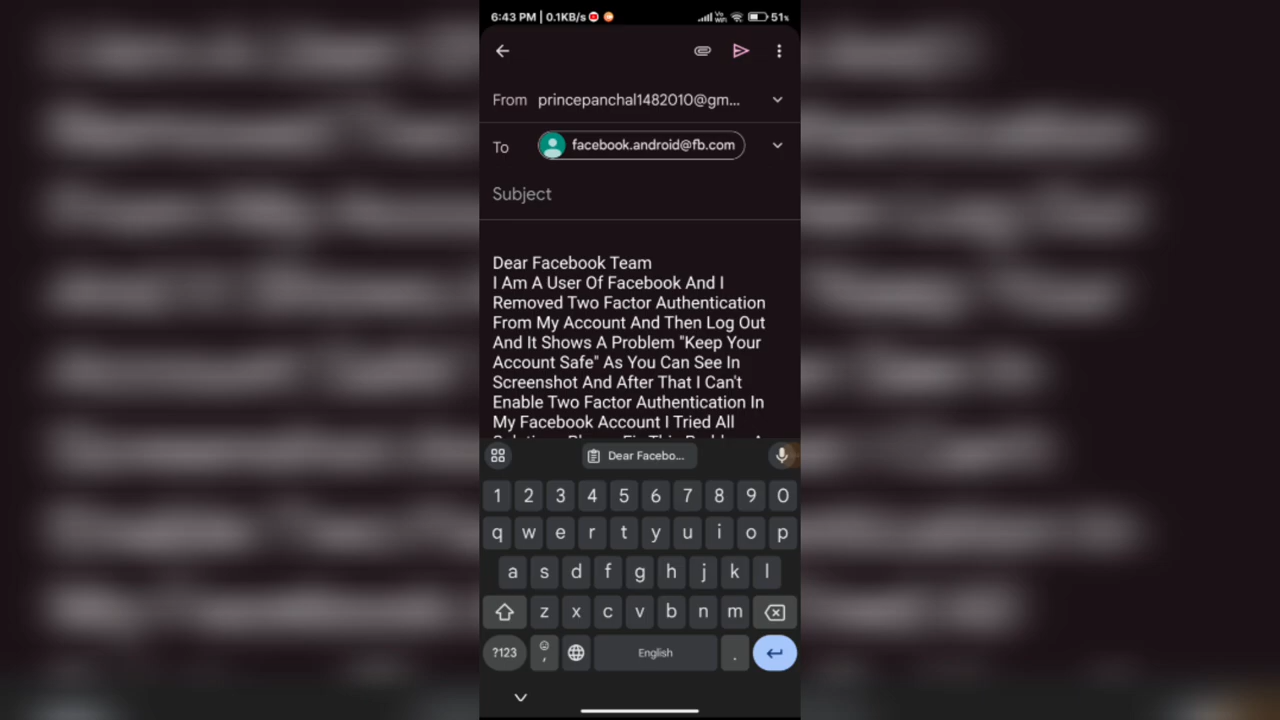 6:43 PM | 0.1KB/s
Vo
WiFi
51%
From princepanchal1482010@gm...
To facebook.android@fb.com
Subject
Dear Facebook Team
I Am A User Of Facebook And I
Removed Two Factor Authentication
From My Account And Then Log Out
And It Shows A Problem "Keep Your
Account Safe" As You Can See In
Screenshot And After That I Can't
Enable Two Factor Authentication In
My Facebook Account I Tried All
Dear Facebo...
1 2 3 4 5 6 7 8 9 0
q w e r t y u i o p
a s d f g h j k l
z x c v b n m
?123 , English .